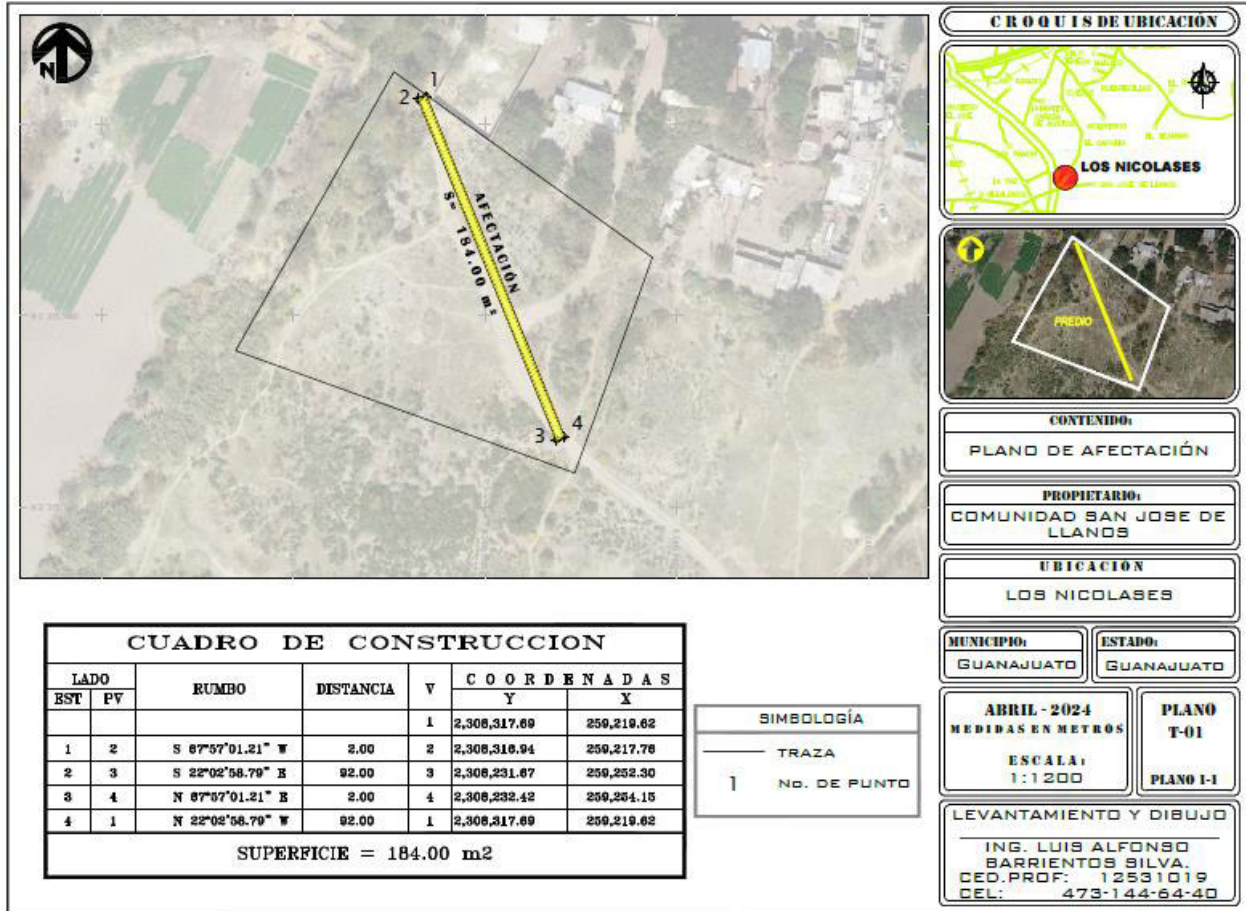 N
1
2
AFECTACIÓN
S= 184.00 m²
3
4
CROQUIS DE UBICACIÓN
LOS NICOLASES
SAN JOSE DE LLANOS
PREDIO
CONTENIDO:
PLANO DE AFECTACIÓN
PROPIETARIO:
COMUNIDAD SAN JOSE DE
LLANOS
UBICACIÓN
LOS NICOLASES
MUNICIPIO:
GUANAJUATO
ESTADO:
GUANAJUATO
ABRIL - 2024
MEDIDAS EN METROS
ESCALA:
1:1200
PLANO
T-01
PLANO 1-1
LEVANTAMIENTO Y DIBUJO
ING. LUIS ALFONSO
BARRIENTOS SILVA.
CED.PROF: 12531019
CEL: 473-144-64-40
CUADRO DE CONSTRUCCION
LADO RUMBO DISTANCIA V COORDENADAS
EST PV Y X
1 2,308,317.69 259,219.62
1 2 S 67°57'01.21" W 2.00 2 2,308,316.94 259,217.76
2 3 S 22°02'58.79" E 92.00 3 2,308,231.67 259,252.30
3 4 N 67°57'01.21" E 2.00 4 2,308,232.42 259,254.15
4 1 N 22°02'58.79" W 92.00 1 2,308,317.69 259,219.62
SUPERFICIE = 184.00 m2
SIMBOLOGÍA
TRAZA
1 No. DE PUNTO